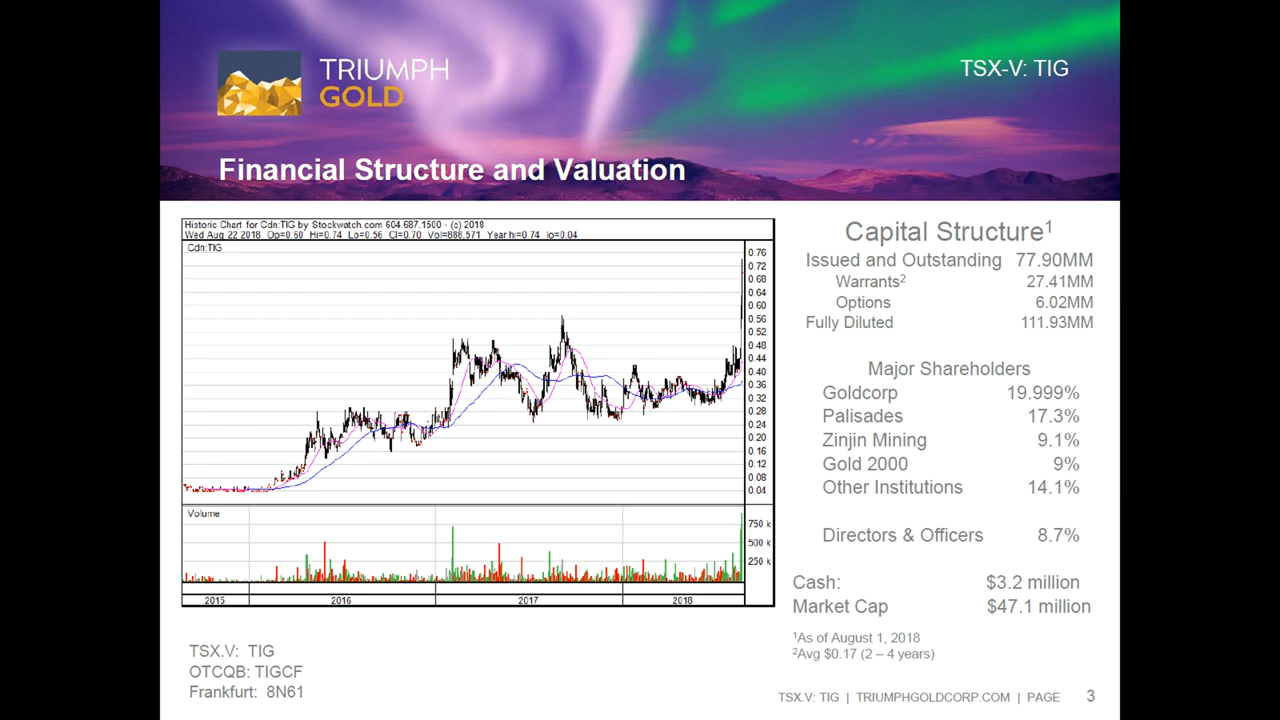 TRIUMPH
GOLD
TSX-V: TIG
Financial Structure and Valuation
Historic Chart for Cdn:TIG by Stockwatch.com 604.687.1500 - (c) 2018
Wed Aug 22 2018 Op=0.60 Hi=0.74 Lo=0.56 Cl=0.70 Vol=888,571 Year hi=0.74 lo=0.04
Cdn:TIG
0.76
0.72
0.68
0.64
0.60
0.56
0.52
0.48
0.44
0.40
0.36
0.32
0.28
0.24
0.20
0.16
0.12
0.08
0.04
Volume
750 k
500 k
250 k
2015 2016 2017 2018
Capital Structure1
Issued and Outstanding 77.90MM
Warrants2 27.41MM
Options 6.02MM
Fully Diluted 111.93MM
Major Shareholders
Goldcorp 19.999%
Palisades 17.3%
Zinjin Mining 9.1%
Gold 2000 9%
Other Institutions 14.1%
Directors & Officers 8.7%
Cash: $3.2 million
Market Cap $47.1 million
1As of August 1, 2018
2Avg $0.17 (2 – 4 years)
TSX.V: TIG
OTCQB: TIGCF
Frankfurt: 8N61
TSX.V: TIG | TRIUMPHGOLDCORP.COM | PAGE 3